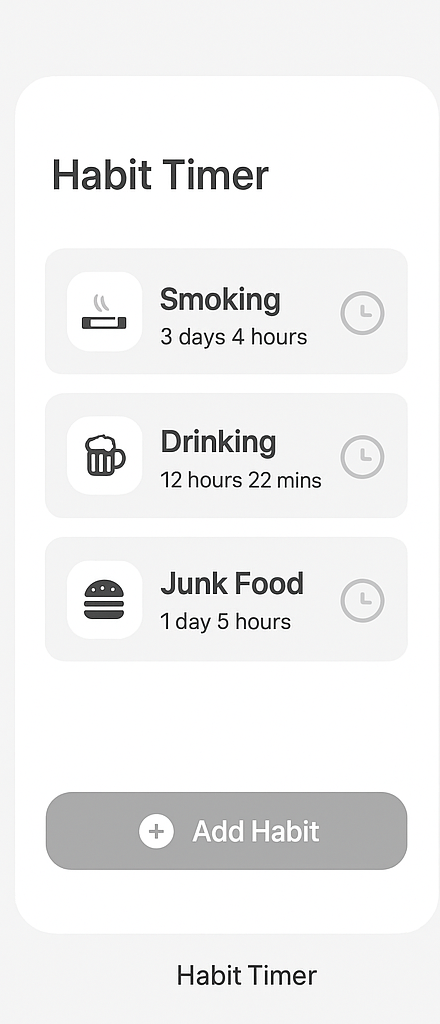 Habit Timer
Smoking
3 days 4 hours
Drinking
12 hours 22 mins
Junk Food
1 day 5 hours
Add Habit
Habit Timer